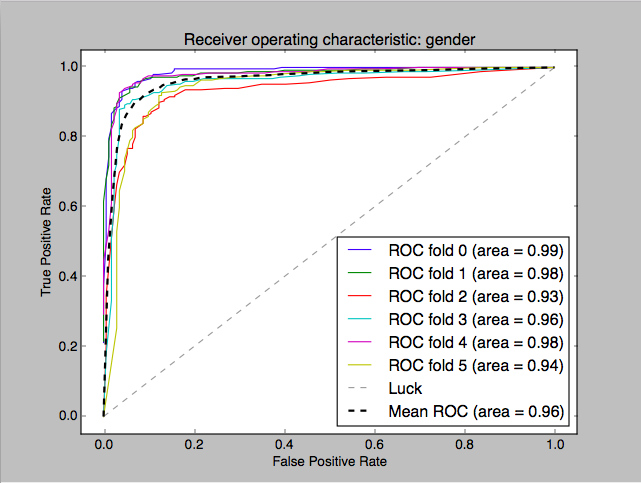 Receiver operating characteristic: gender
1.0
0.8
0.6
0.4
0.2
0.0
True Positive Rate
ROC fold 0 (area = 0.99)
ROC fold 1 (area = 0.98)
ROC fold 2 (area = 0.93)
ROC fold 3 (area = 0.96)
ROC fold 4 (area = 0.98)
ROC fold 5 (area = 0.94)
Luck
Mean ROC (area = 0.96)
0.0 0.2 0.4 0.6 0.8 1.0
False Positive Rate